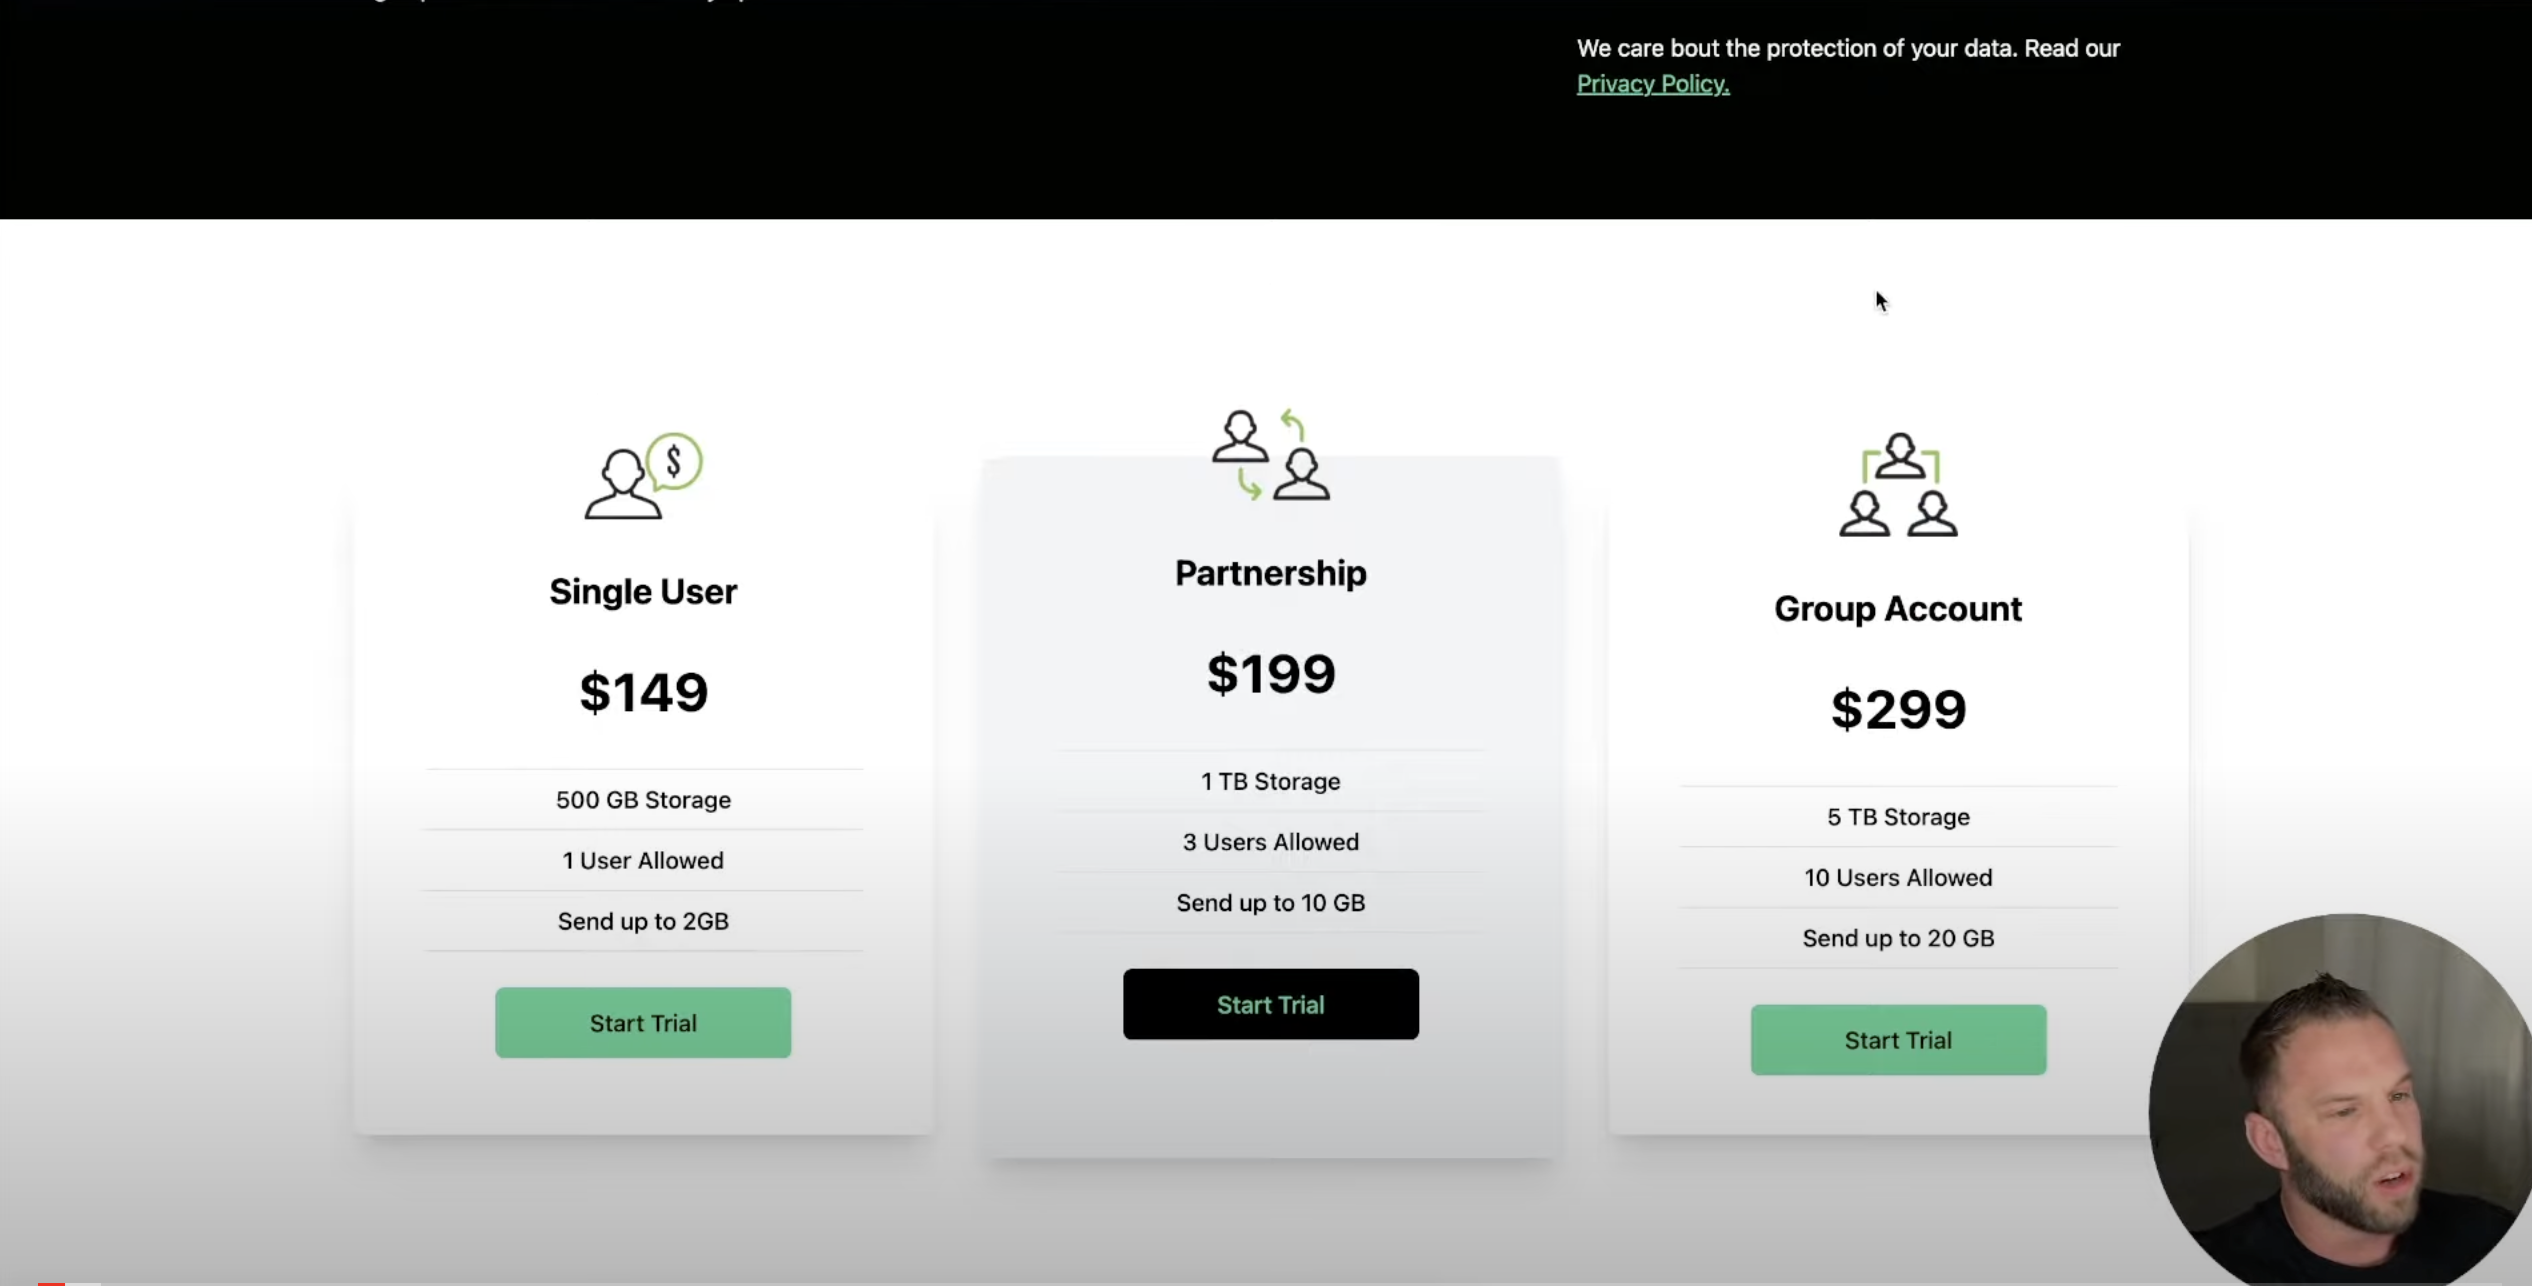 We care bout the protection of your data. Read our
Privacy Policy.
$
Single User
$149
500 GB Storage
1 User Allowed
Send up to 2GB
Start Trial
Partnership
$199
1 TB Storage
3 Users Allowed
Send up to 10 GB
Start Trial
Group Account
$299
5 TB Storage
10 Users Allowed
Send up to 20 GB
Start Trial